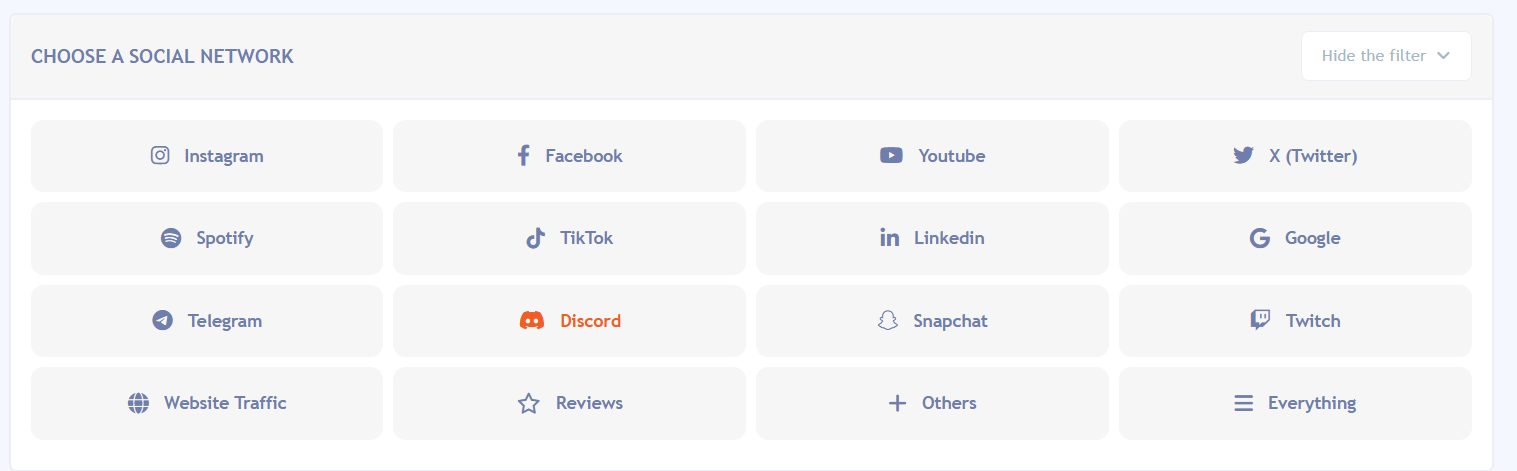 CHOOSE A SOCIAL NETWORK
Hide the filter
Instagram
Facebook
Youtube
X (Twitter)
Spotify
TikTok
Linkedin
Google
Telegram
Discord
Snapchat
Twitch
Website Traffic
Reviews
Others
Everything